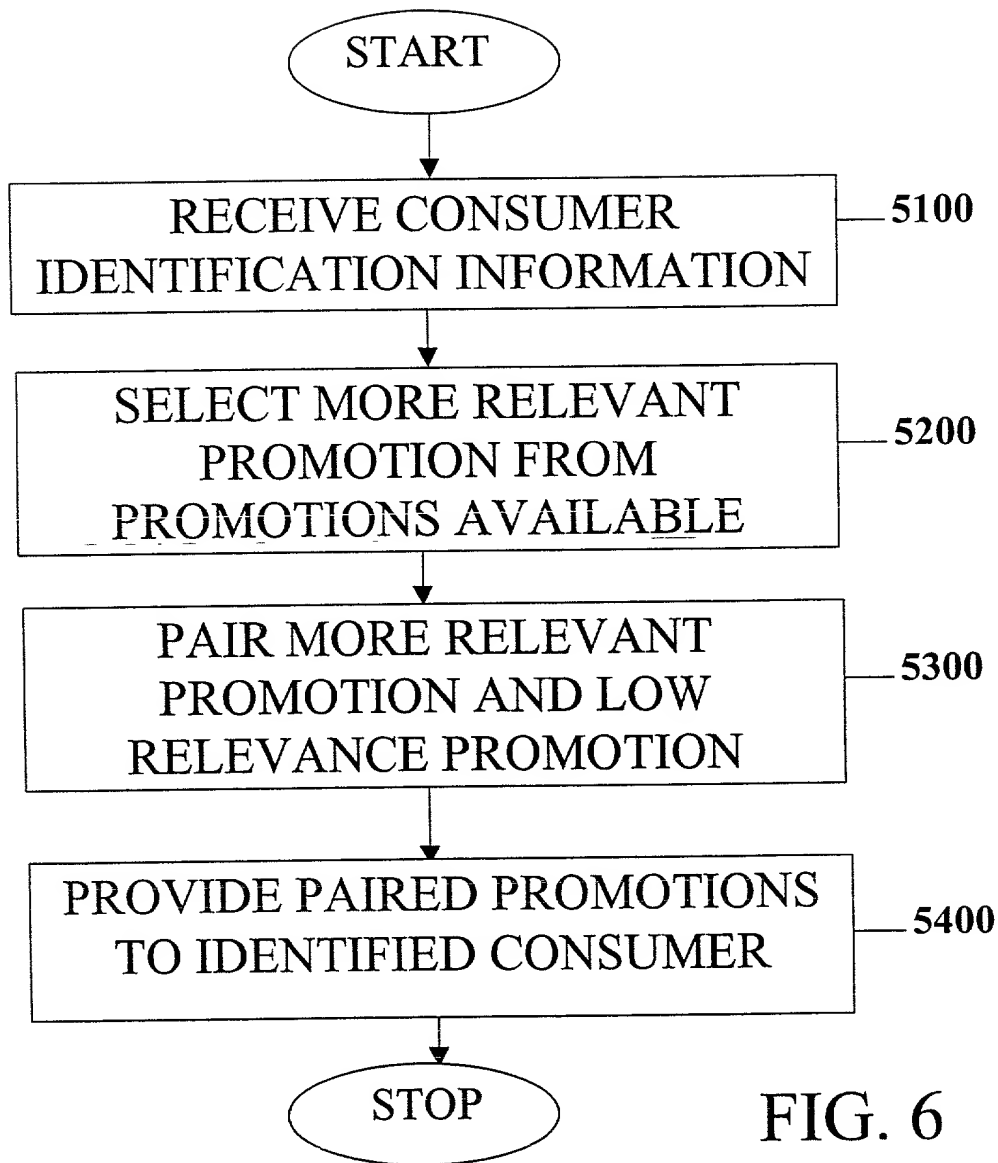 START
RECEIVE CONSUMER
IDENTIFICATION INFORMATION
5100
SELECT MORE RELEVANT
PROMOTION FROM
PROMOTIONS AVAILABLE
5200
PAIR MORE RELEVANT
PROMOTION AND LOW
RELEVANCE PROMOTION
5300
PROVIDE PAIRED PROMOTIONS
TO IDENTIFIED CONSUMER
5400
STOP
FIG. 6